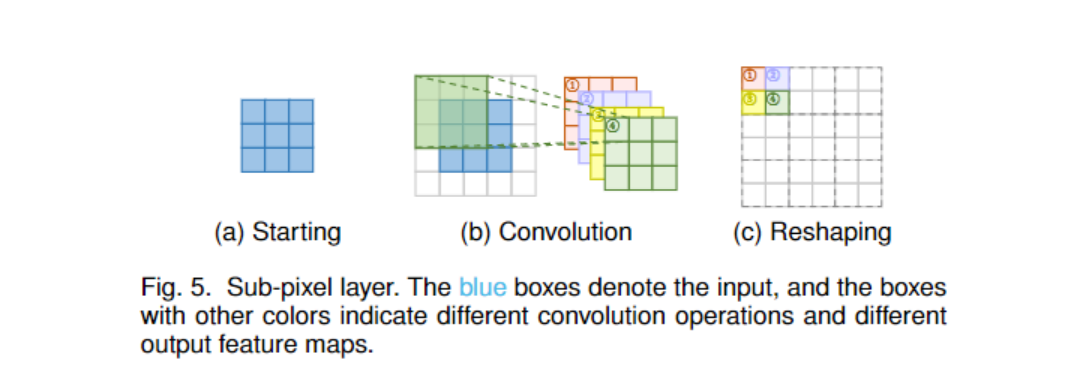 ① ② ③ ④
① ②
③ ④
(a) Starting (b) Convolution (c) Reshaping
Fig. 5. Sub-pixel layer. The blue boxes denote the input, and the boxes
with other colors indicate different convolution operations and different
output feature maps.